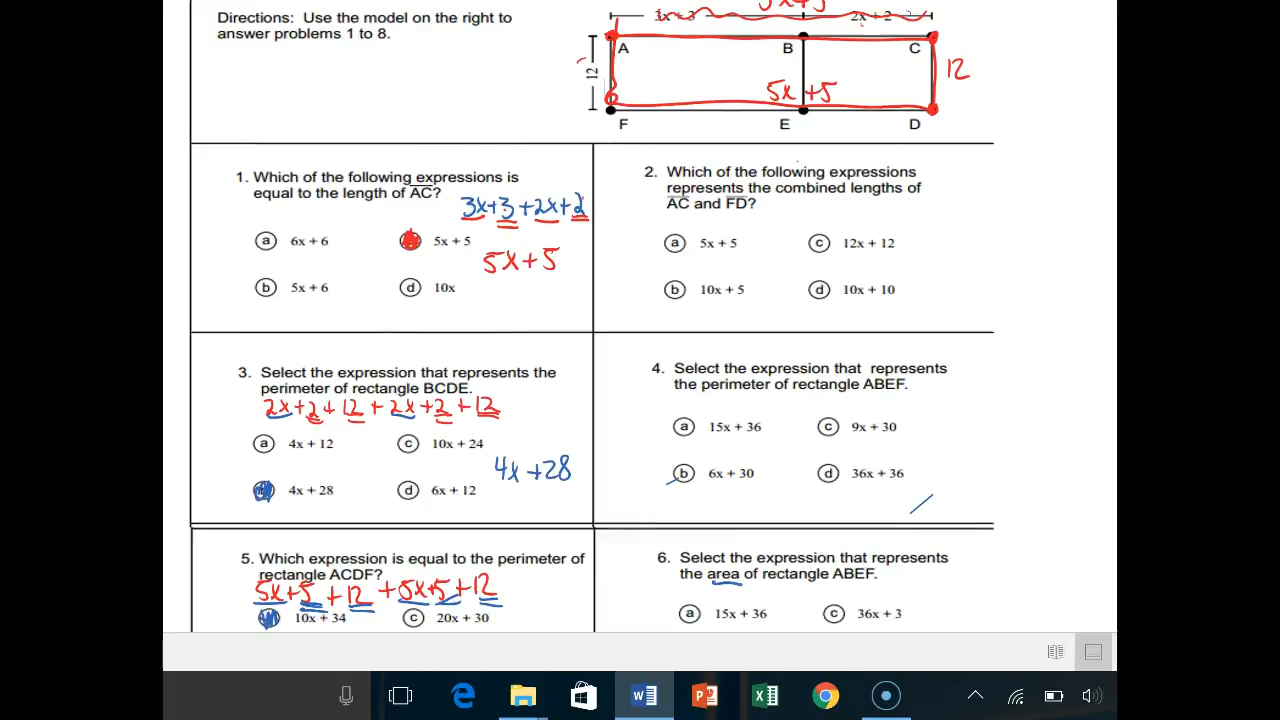 5x+5
Directions: Use the model on the right to
answer problems 1 to 8.
3x + 3
2x + 2
A
B
C
12
12
5x +5
F
E
D
1. Which of the following expressions is
equal to the length of AC?
3x+3+2x+2
a 6x + 6
5x + 5
5x+5
b 5x + 6
d 10x
2. Which of the following expressions
represents the combined lengths of
AC and FD?
a 5x + 5
c 12x + 12
b 10x + 5
d 10x + 10
3. Select the expression that represents the
perimeter of rectangle BCDE.
2x+2+12+2x+2+12
a 4x + 12
c 10x + 24
4x+28
4x + 28
d 6x + 12
4. Select the expression that represents
the perimeter of rectangle ABEF.
a 15x + 36
c 9x + 30
b 6x + 30
d 36x + 36
5. Which expression is equal to the perimeter of
rectangle ACDF?
5x+5+12+5x+5+12
10x + 34
c 20x + 30
6. Select the expression that represents
the area of rectangle ABEF.
a 15x + 36
c 36x + 3